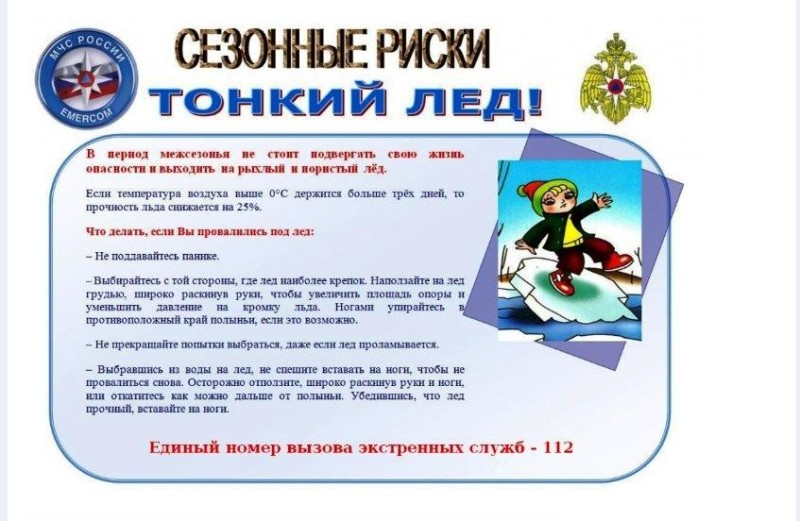 МЧС РОССИИ
EMERCOM
СЕЗОННЫЕ РИСКИ
ТОНКИЙ ЛЕД!
В период межсезонья не стоит подвергать свою жизнь
опасности и выходить на рыхлый и пористый лёд.
Если температура воздуха выше 0°С держится больше трёх дней, то
прочность льда снижается на 25%.
Что делать, если Вы провалились под лед:
– Не поддавайтесь панике.
– Выбирайтесь с той стороны, где лед наиболее крепок. Наползайте на лед
грудью, широко раскинув руки, чтобы увеличить площадь опоры и
уменьшить давление на кромку льда. Ногами упирайтесь в
противоположный край полыньи, если это возможно.
– Не прекращайте попытки выбраться, даже если лед проламывается.
– Выбравшись из воды на лед, не спешите вставать на ноги, чтобы не
провалиться снова. Осторожно отползите, широко раскинув руки и ноги,
или откатитесь как можно дальше от полыньи. Убедившись, что лед
прочный, вставайте на ноги.
Единый номер вызова экстренных служб - 112